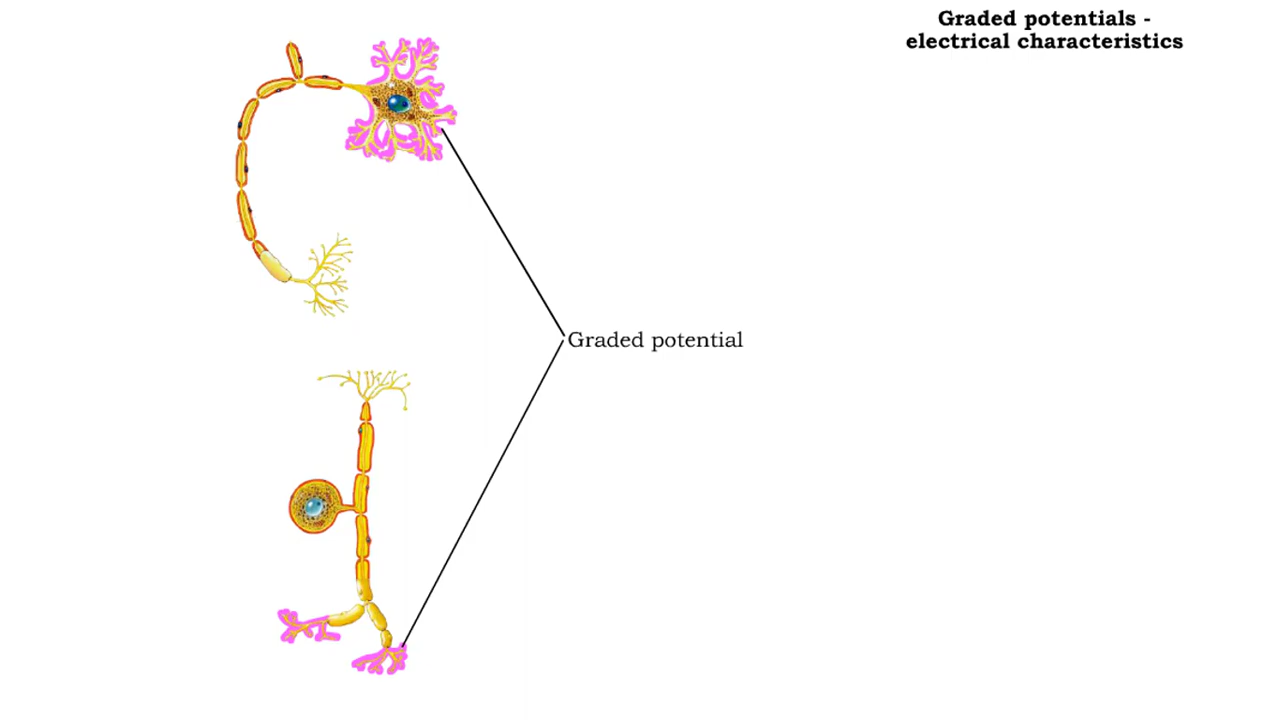 Graded potentials -
electrical characteristics
Graded potential